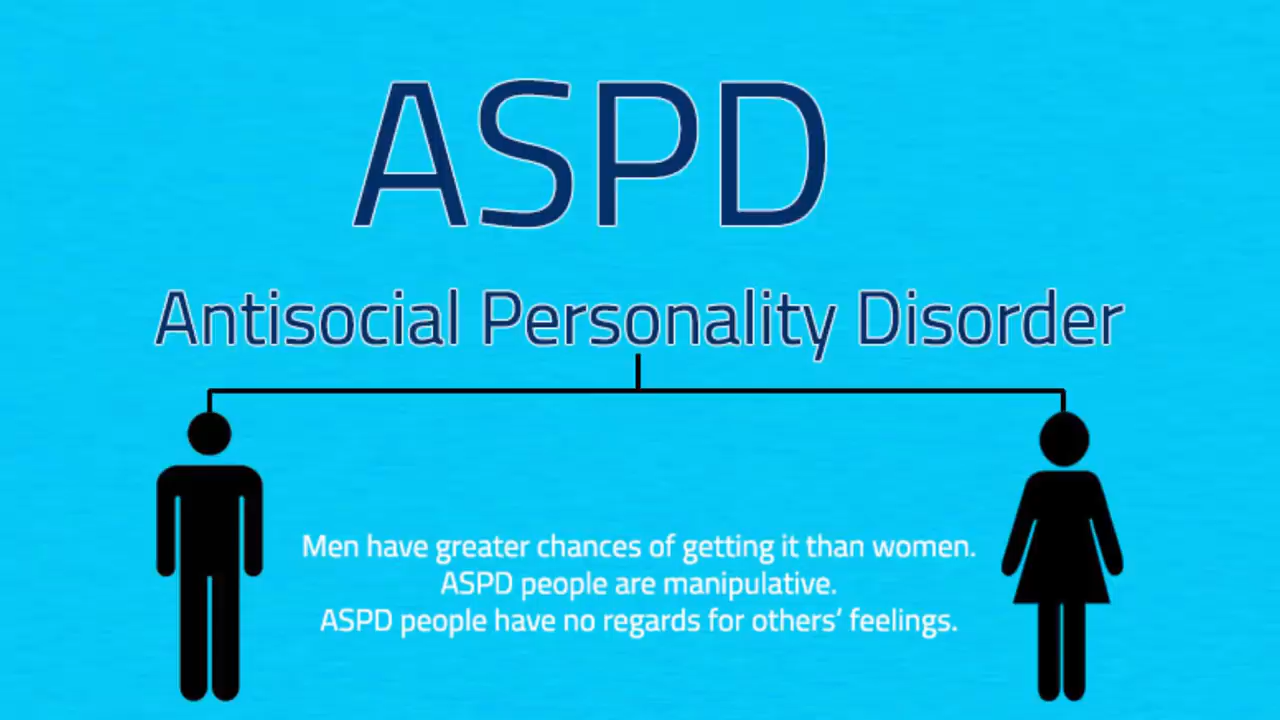 ASPD
Antisocial Personality Disorder
Men have greater chances of getting it than women.
ASPD people are manipulative.
ASPD people have no regards for others’ feelings.